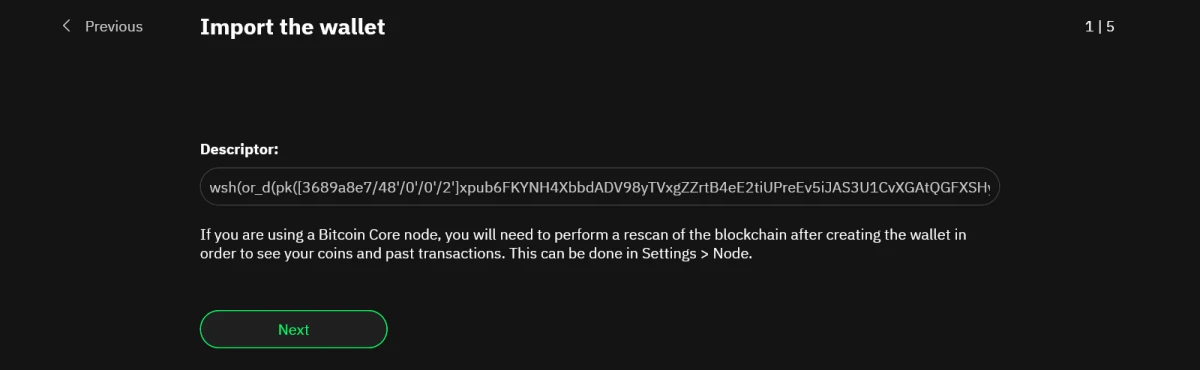 Previous
Import the wallet
1 | 5
Descriptor:
wsh(or_d(pk([3689a8e7/48'/0'/0'/2']xpub6FKYNH4XbbdADV98yTVxgZZrtB4eE2tiUPreEv5iJAS3U1CvXGAtQGFXSHy
If you are using a Bitcoin Core node, you will need to perform a rescan of the blockchain after creating the wallet in
order to see your coins and past transactions. This can be done in Settings > Node.
Next